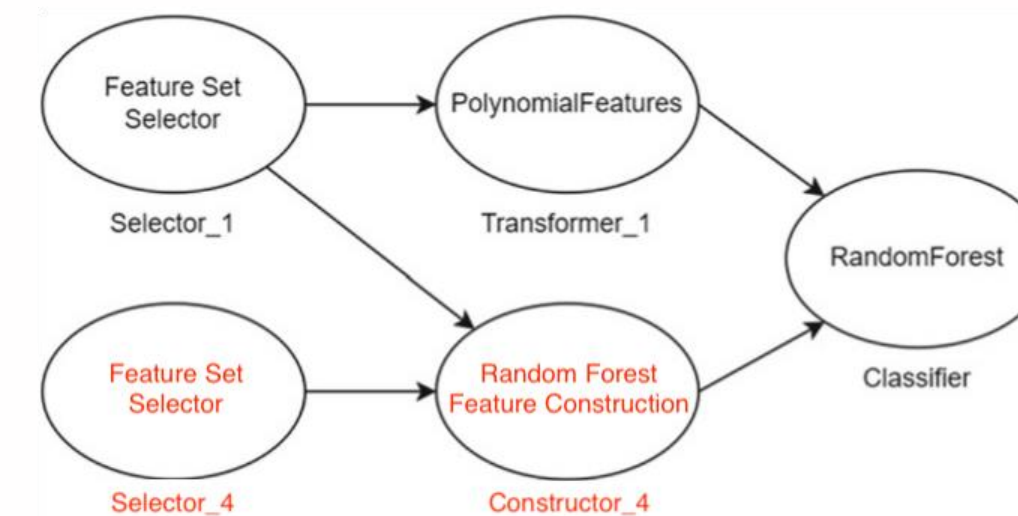 Feature Set
Selector
Selector_1
PolynomialFeatures
Transformer_1
RandomForest
Classifier
Feature Set
Selector
Selector_4
Random Forest
Feature Construction
Constructor_4